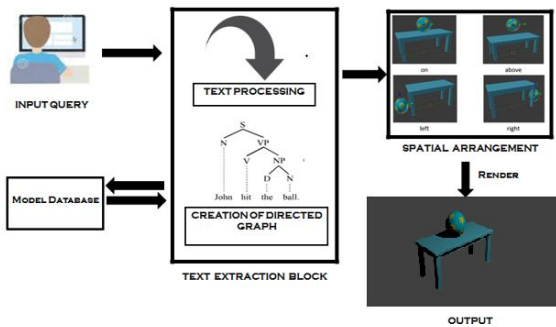 INPUT QUERY
TEXT PROCESSING
S
N VP
V NP
D N
John hit the ball.
CREATION OF DIRECTED
GRAPH
TEXT EXTRACTION BLOCK
MODEL DATABASE
on above
left right
SPATIAL ARRANGEMENT
RENDER
OUTPUT